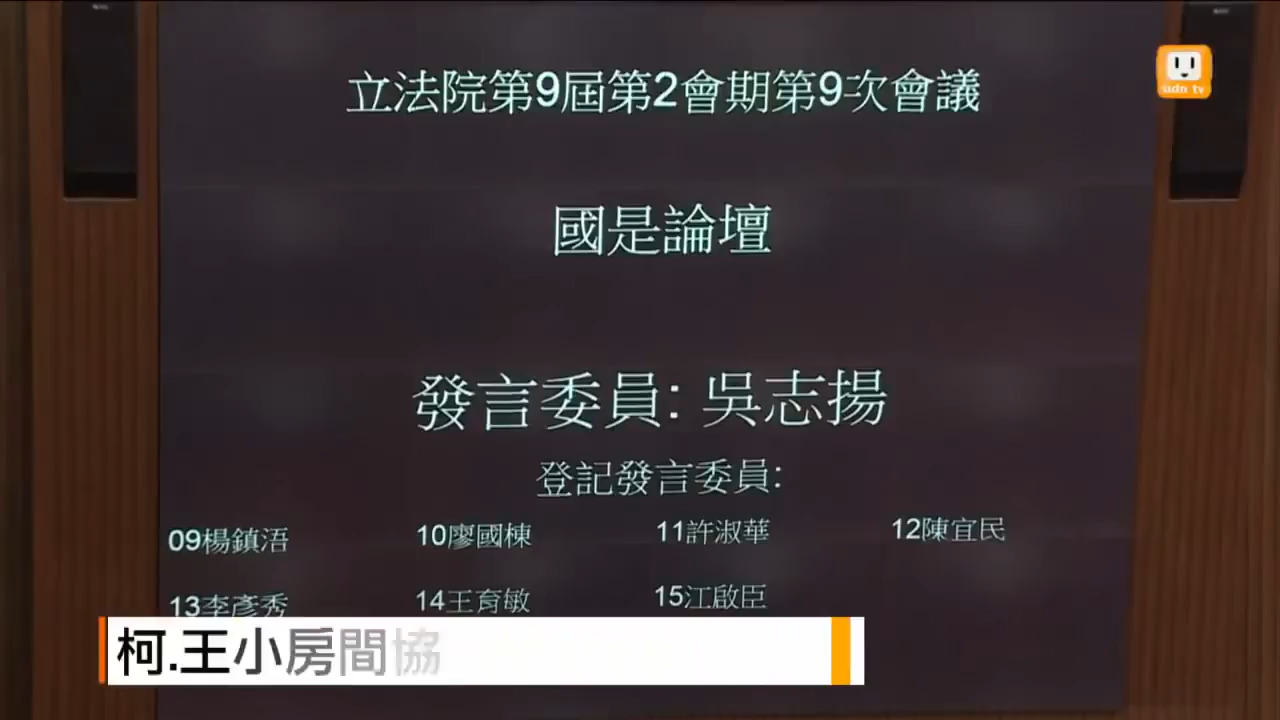 立法院第9屆第2會期第9次會議
udn tv
國是論壇
發言委員: 吳志揚
登記發言委員:
09楊鎮浯 10廖國棟 11許淑華 12陳宜民
13李彥秀 14王育敏 15江啟臣
柯.王小房間協